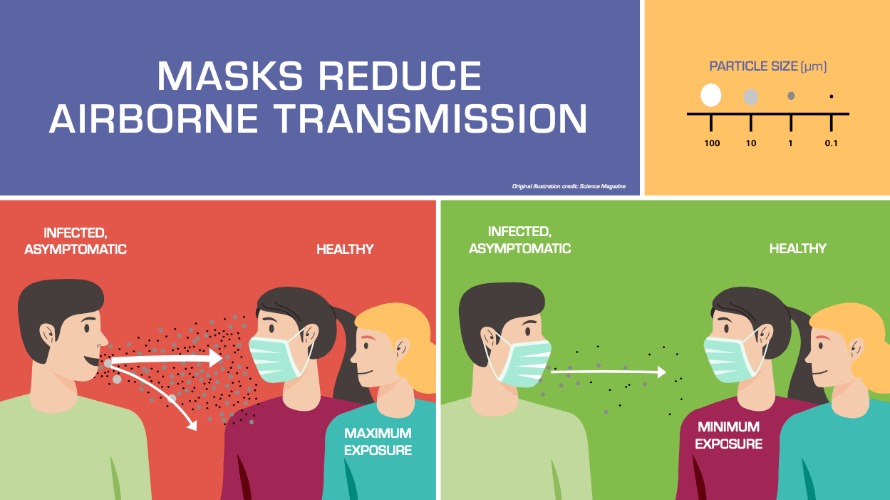 MASKS REDUCE
AIRBORNE TRANSMISSION
Original illustration credit: Science Magazine
PARTICLE SIZE (μm)
100 10 1 0.1
INFECTED,
ASYMPTOMATIC
HEALTHY
MAXIMUM
EXPOSURE
INFECTED,
ASYMPTOMATIC
HEALTHY
MINIMUM
EXPOSURE